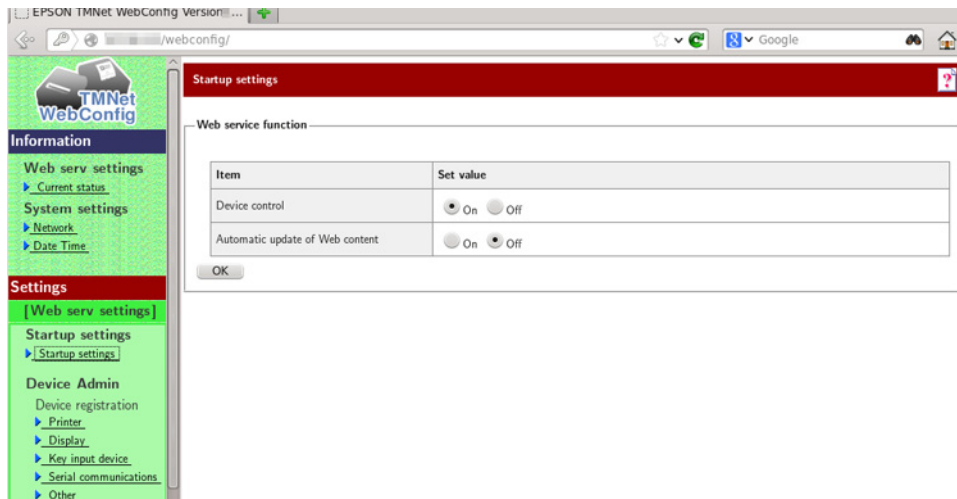 EPSON TMNet WebConfig Version ...
/webconfig/
Google
TMNet
WebConfig
Information
Web serv settings
Current status
System settings
Network
Date Time
Settings
[Web serv settings]
Startup settings
Startup settings
Device Admin
Device registration
Printer
Display
Key input device
Serial communications
Other
Startup settings
?
Web service function
Item Set value
Device control On Off
Automatic update of Web content On Off
OK